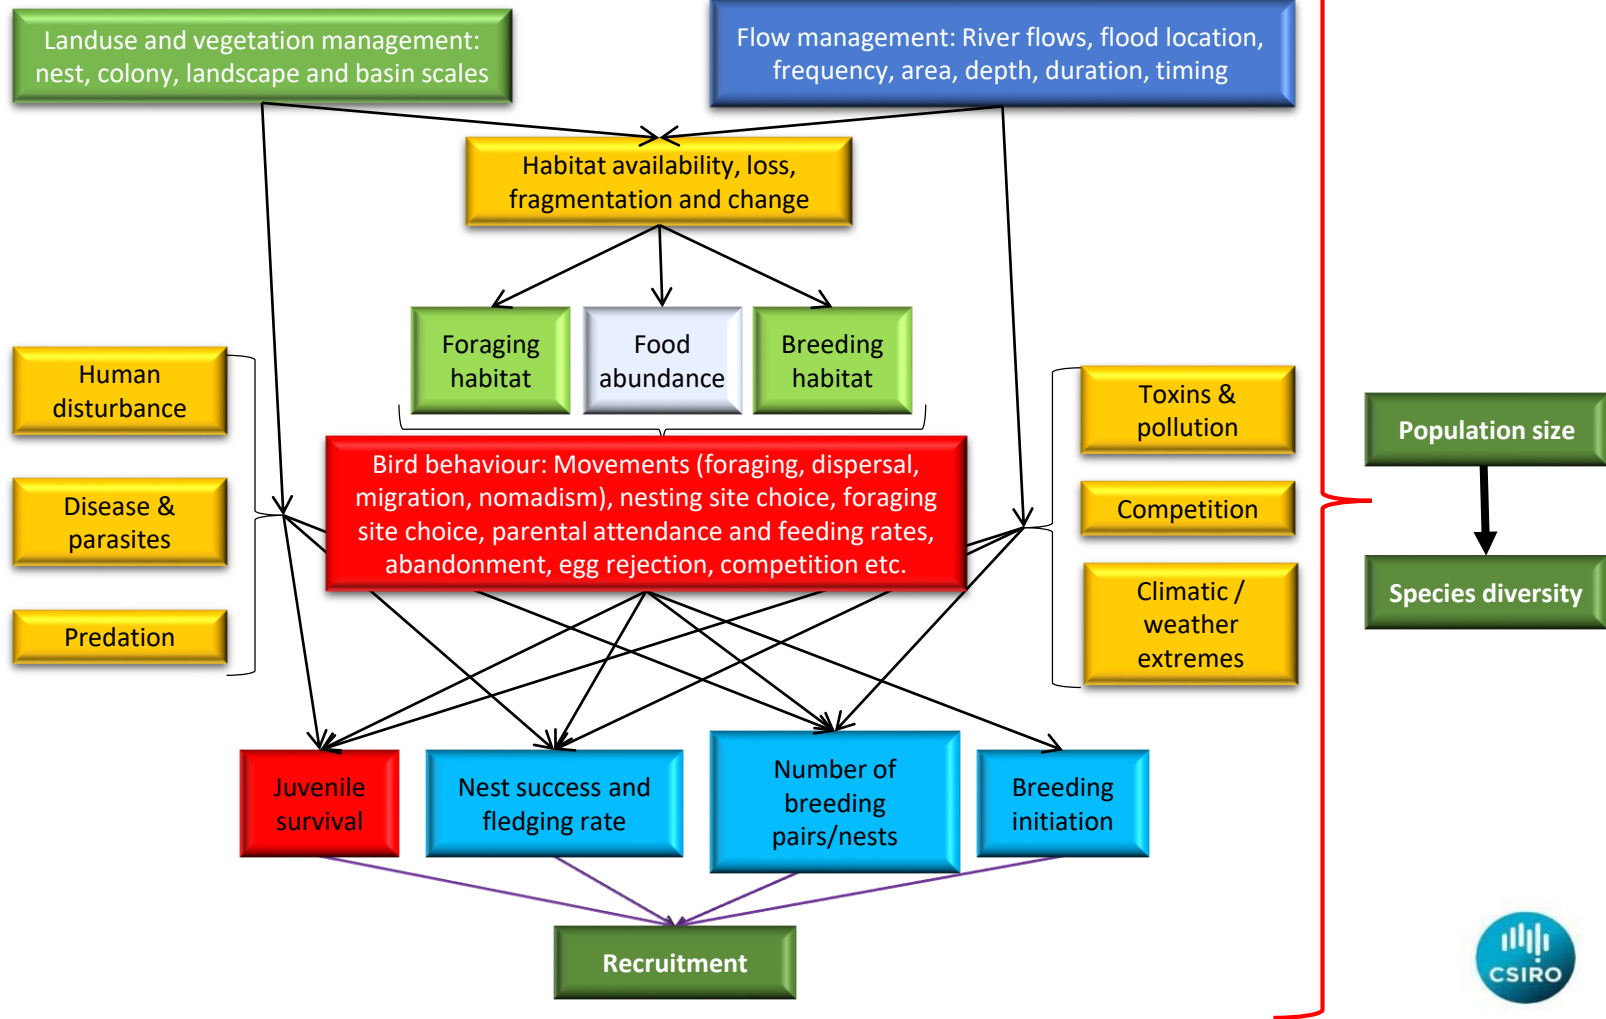 Landuse and vegetation management:
nest, colony, landscape and basin scales
Flow management: River flows, flood location,
frequency, area, depth, duration, timing
Habitat availability, loss,
fragmentation and change
Foraging
habitat
Food
abundance
Breeding
habitat
Human
disturbance
Disease &
parasites
Predation
Bird behaviour: Movements (foraging, dispersal,
migration, nomadism), nesting site choice, foraging
site choice, parental attendance and feeding rates,
abandonment, egg rejection, competition etc.
Toxins &
pollution
Competition
Climatic /
weather
extremes
Population size
Species diversity
Juvenile
survival
Nest success and
fledging rate
Number of
breeding
pairs/nests
Breeding
initiation
Recruitment
CSIRO